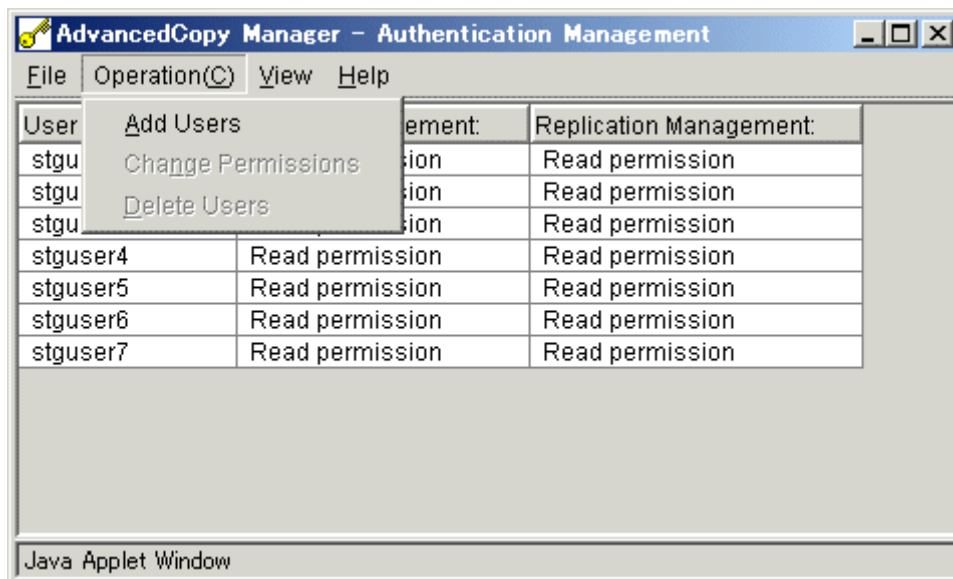 AdvancedCopy Manager - Authentication Management
File Operation(C) View Help
User ement: Replication Management:
Add Users
stgu sion Read permission
Change Permissions
stgu sion Read permission
Delete Users
stgu sion Read permission
stguser4 Read permission Read permission
stguser5 Read permission Read permission
stguser6 Read permission Read permission
stguser7 Read permission Read permission
Java Applet Window